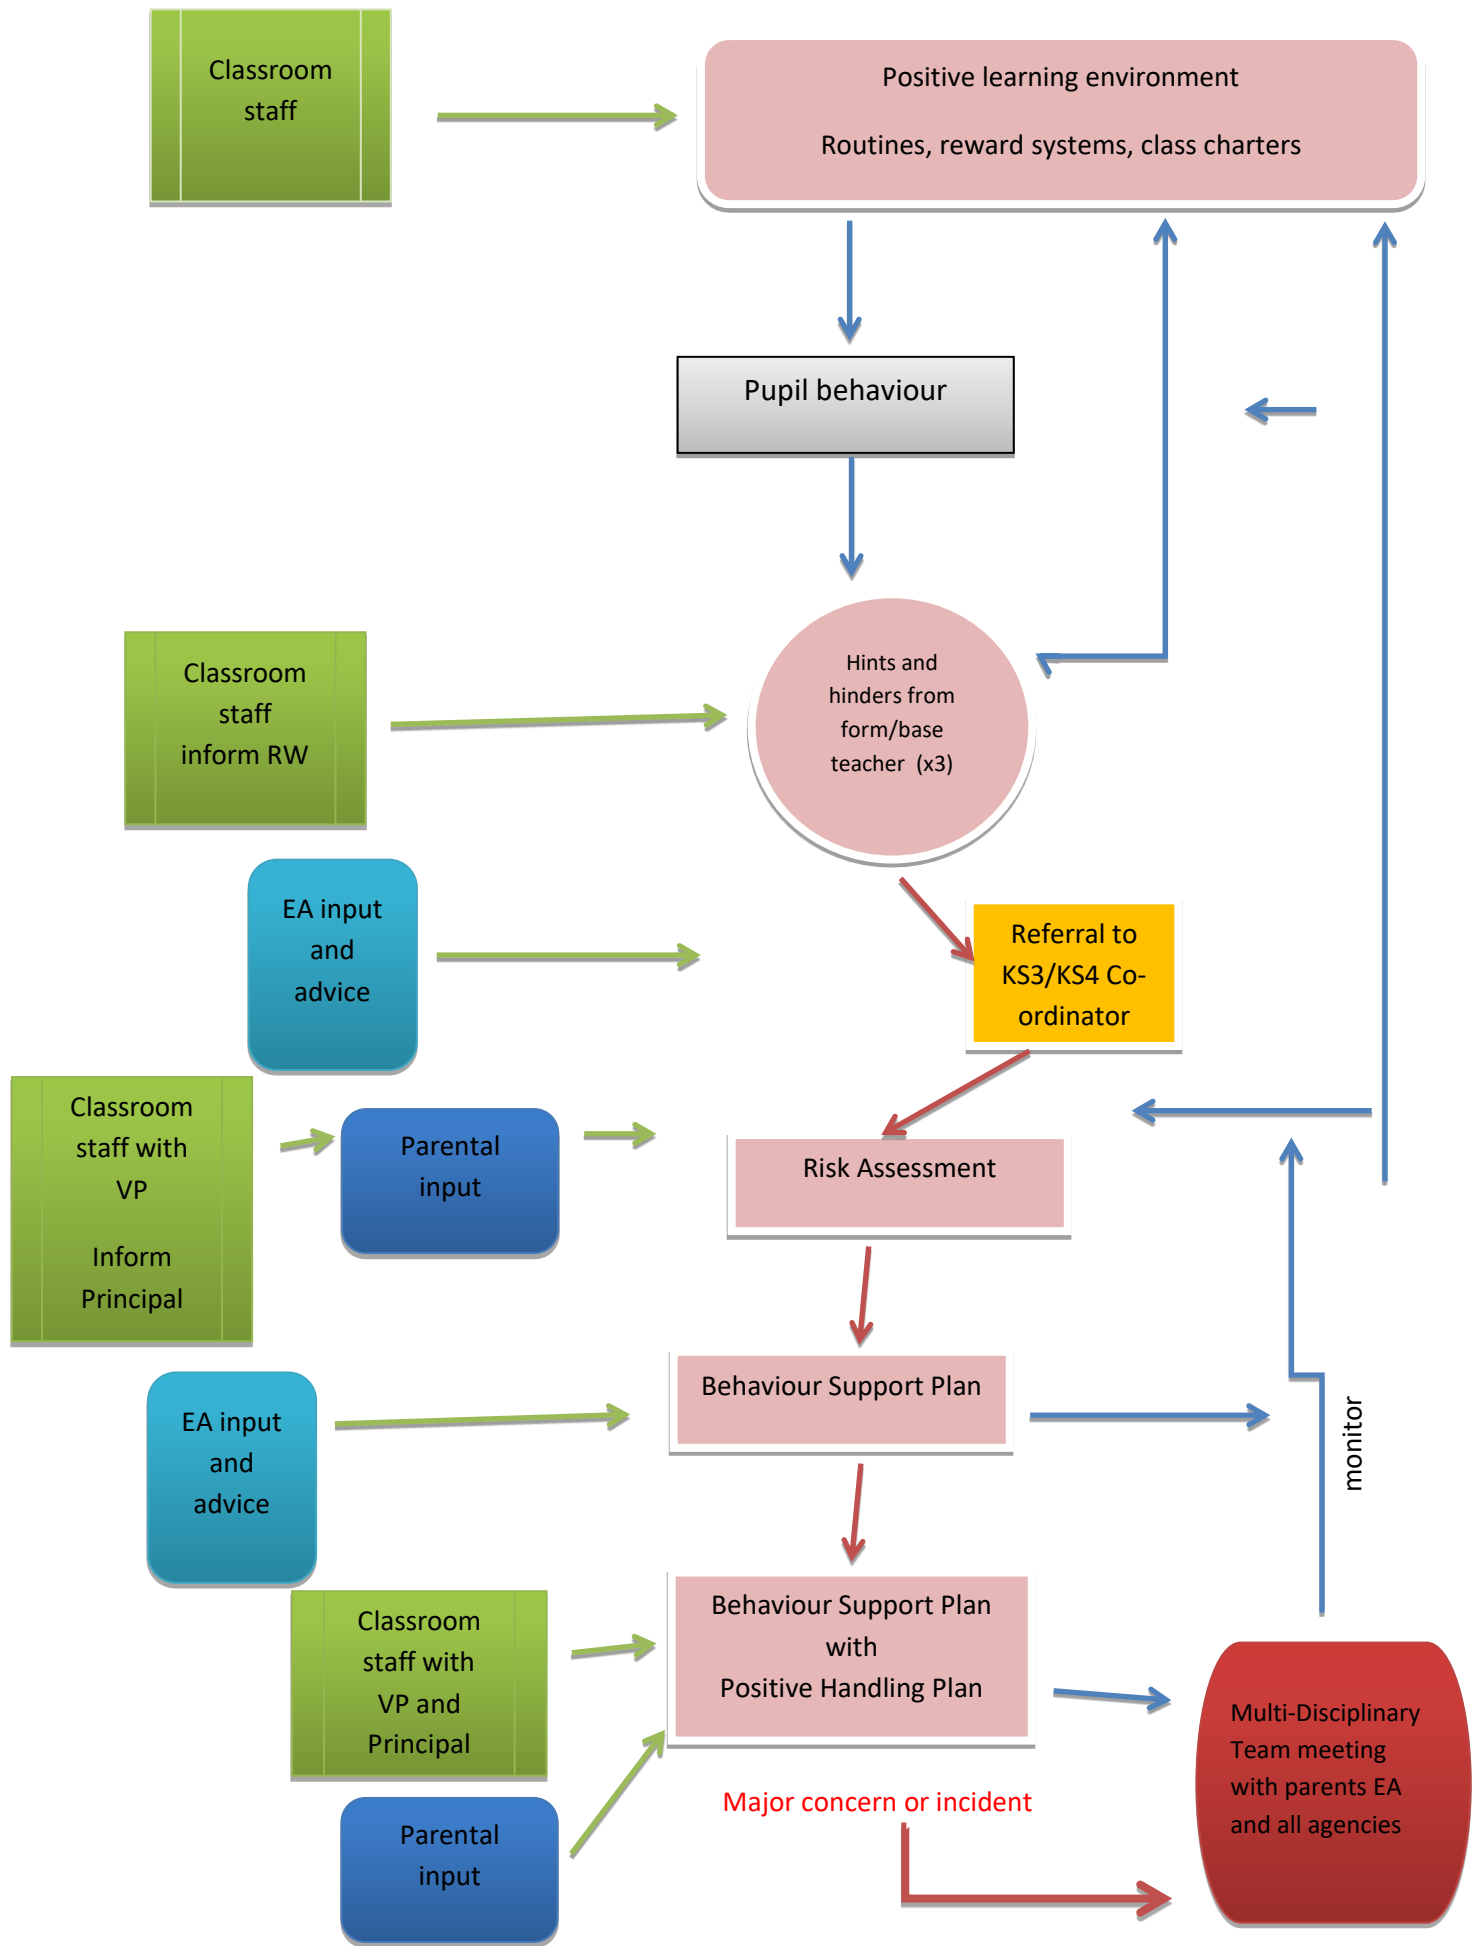 Classroom
staff
Positive learning environment
Routines, reward systems, class charters
Pupil behaviour
Classroom
staff
inform RW
Hints and
hinders from
form/base
teacher  (x3)
EA input
and
advice
Referral to
KS3/KS4 Co-
ordinator
Classroom
staff with
VP
Inform
Principal
Parental
input
Risk Assessment
Behaviour Support Plan
EA input
and
advice
monitor
Behaviour Support Plan
with
Positive Handling Plan
Classroom
staff with
VP and
Principal
Multi-Disciplinary
Team meeting
with parents EA
and all agencies
Major concern or incident
Parental
input